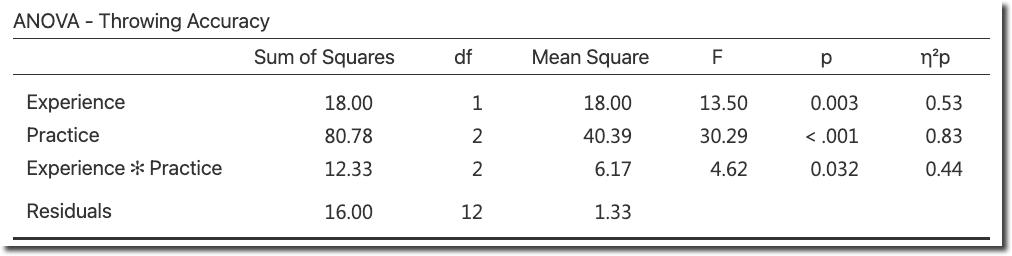 ANOVA - Throwing Accuracy
Sum of Squares df Mean Square F p η²p
Experience 18.00 1 18.00 13.50 0.003 0.53
Practice 80.78 2 40.39 30.29 < .001 0.83
Experience ✻ Practice 12.33 2 6.17 4.62 0.032 0.44
Residuals 16.00 12 1.33